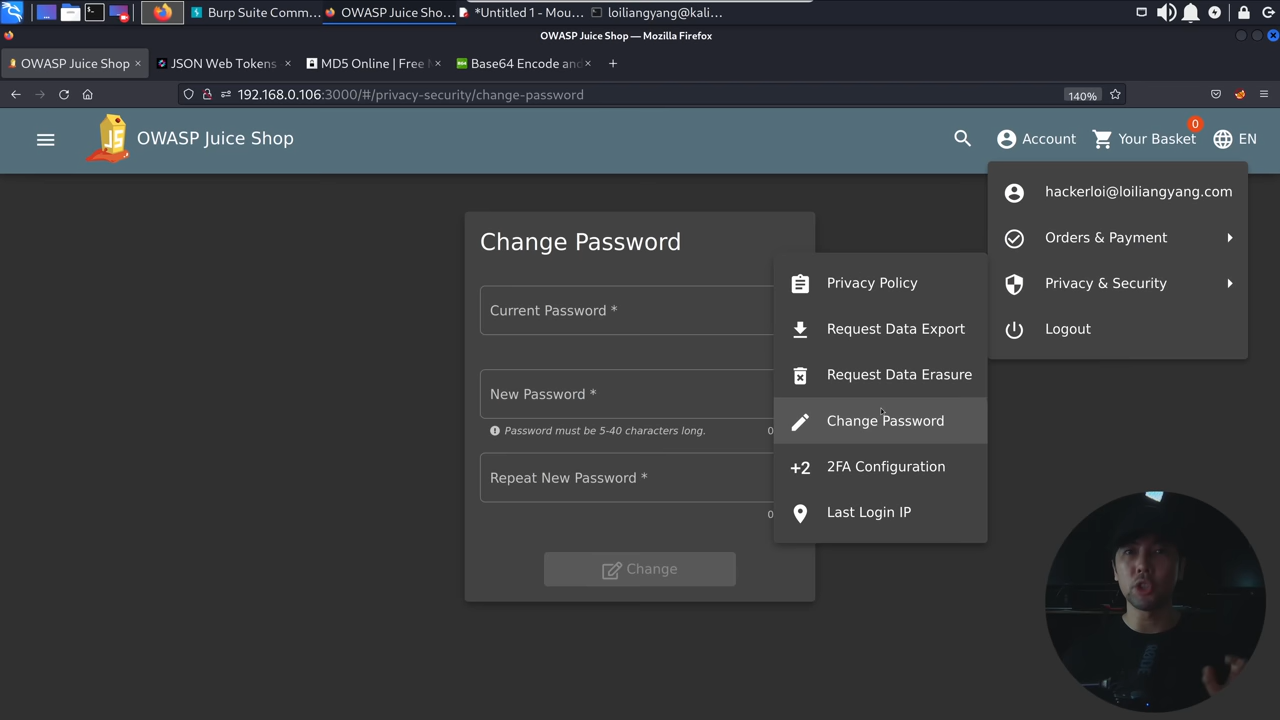 Burp Suite Comm...
OWASP Juice Sho...
*Untitled 1 - Mou...
loiliangyang@kali...
OWASP Juice Shop — Mozilla Firefox
OWASP Juice Shop
JSON Web Tokens
MD5 Online | Free
Base64 Encode and
192.168.0.106:3000/#/privacy-security/change-password
140%
JS
OWASP Juice Shop
Account
0
Your Basket
EN
hackerloi@loiliangyang.com
Orders & Payment
Privacy & Security
Logout
Privacy Policy
Request Data Export
Request Data Erasure
Change Password
+2 2FA Configuration
Last Login IP
Change Password
Current Password *
New Password *
Password must be 5-40 characters long.
0
Repeat New Password *
0
Change